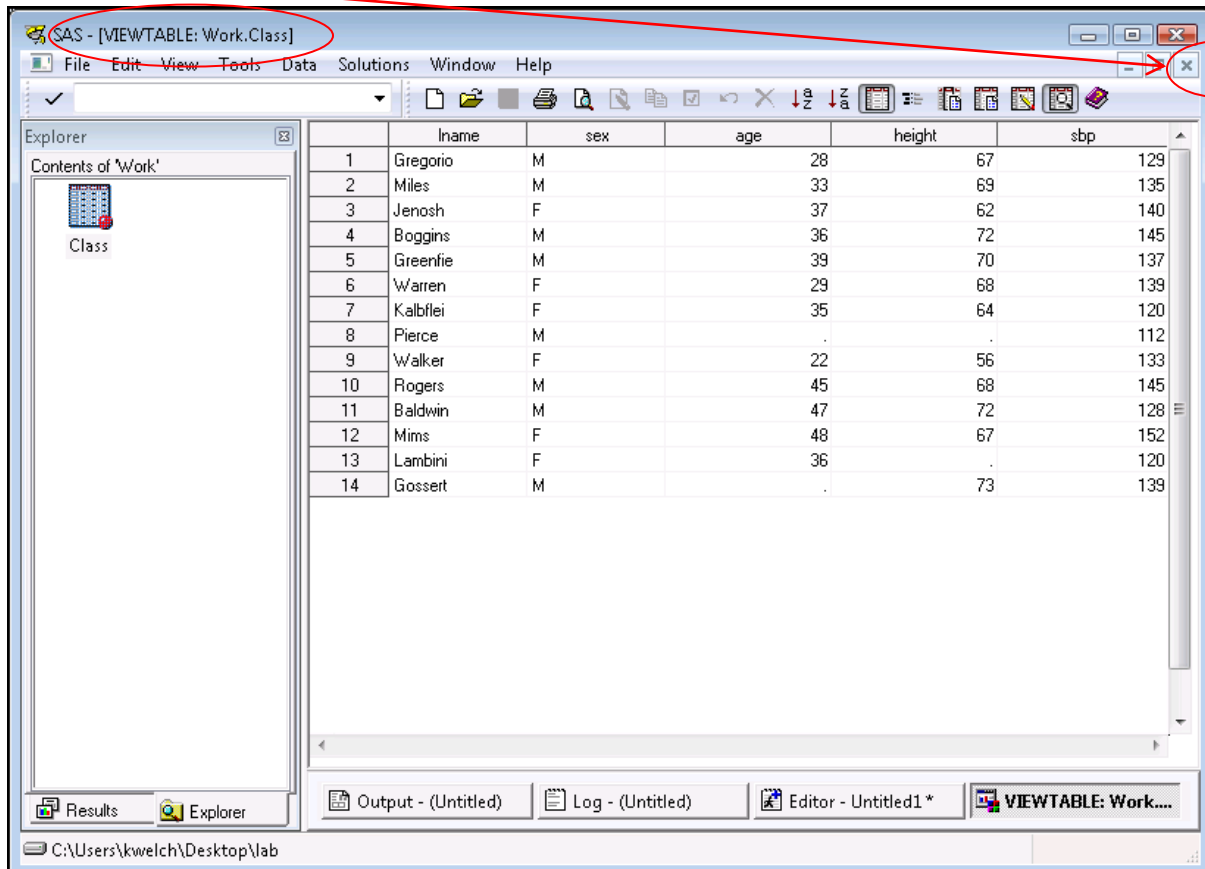 SAS - [VIEWTABLE: Work.Class]
File Edit View Tools Data Solutions Window Help
Explorer
Contents of 'Work'
Class
lname sex age height sbp
1 Gregorio M 28 67 129
2 Miles M 33 69 135
3 Jenosh F 37 62 140
4 Boggins M 36 72 145
5 Greenfie M 39 70 137
6 Warren F 29 68 139
7 Kalbflei F 35 64 120
8 Pierce M . . 112
9 Walker F 22 56 133
10 Rogers M 45 68 145
11 Baldwin M 47 72 128
12 Mims F 48 67 152
13 Lambini F 36 . 120
14 Gossert M . 73 139
Results Explorer
Output - (Untitled) Log - (Untitled) Editor - Untitled1 * VIEWTABLE: Work....
C:\Users\kwelch\Desktop\lab